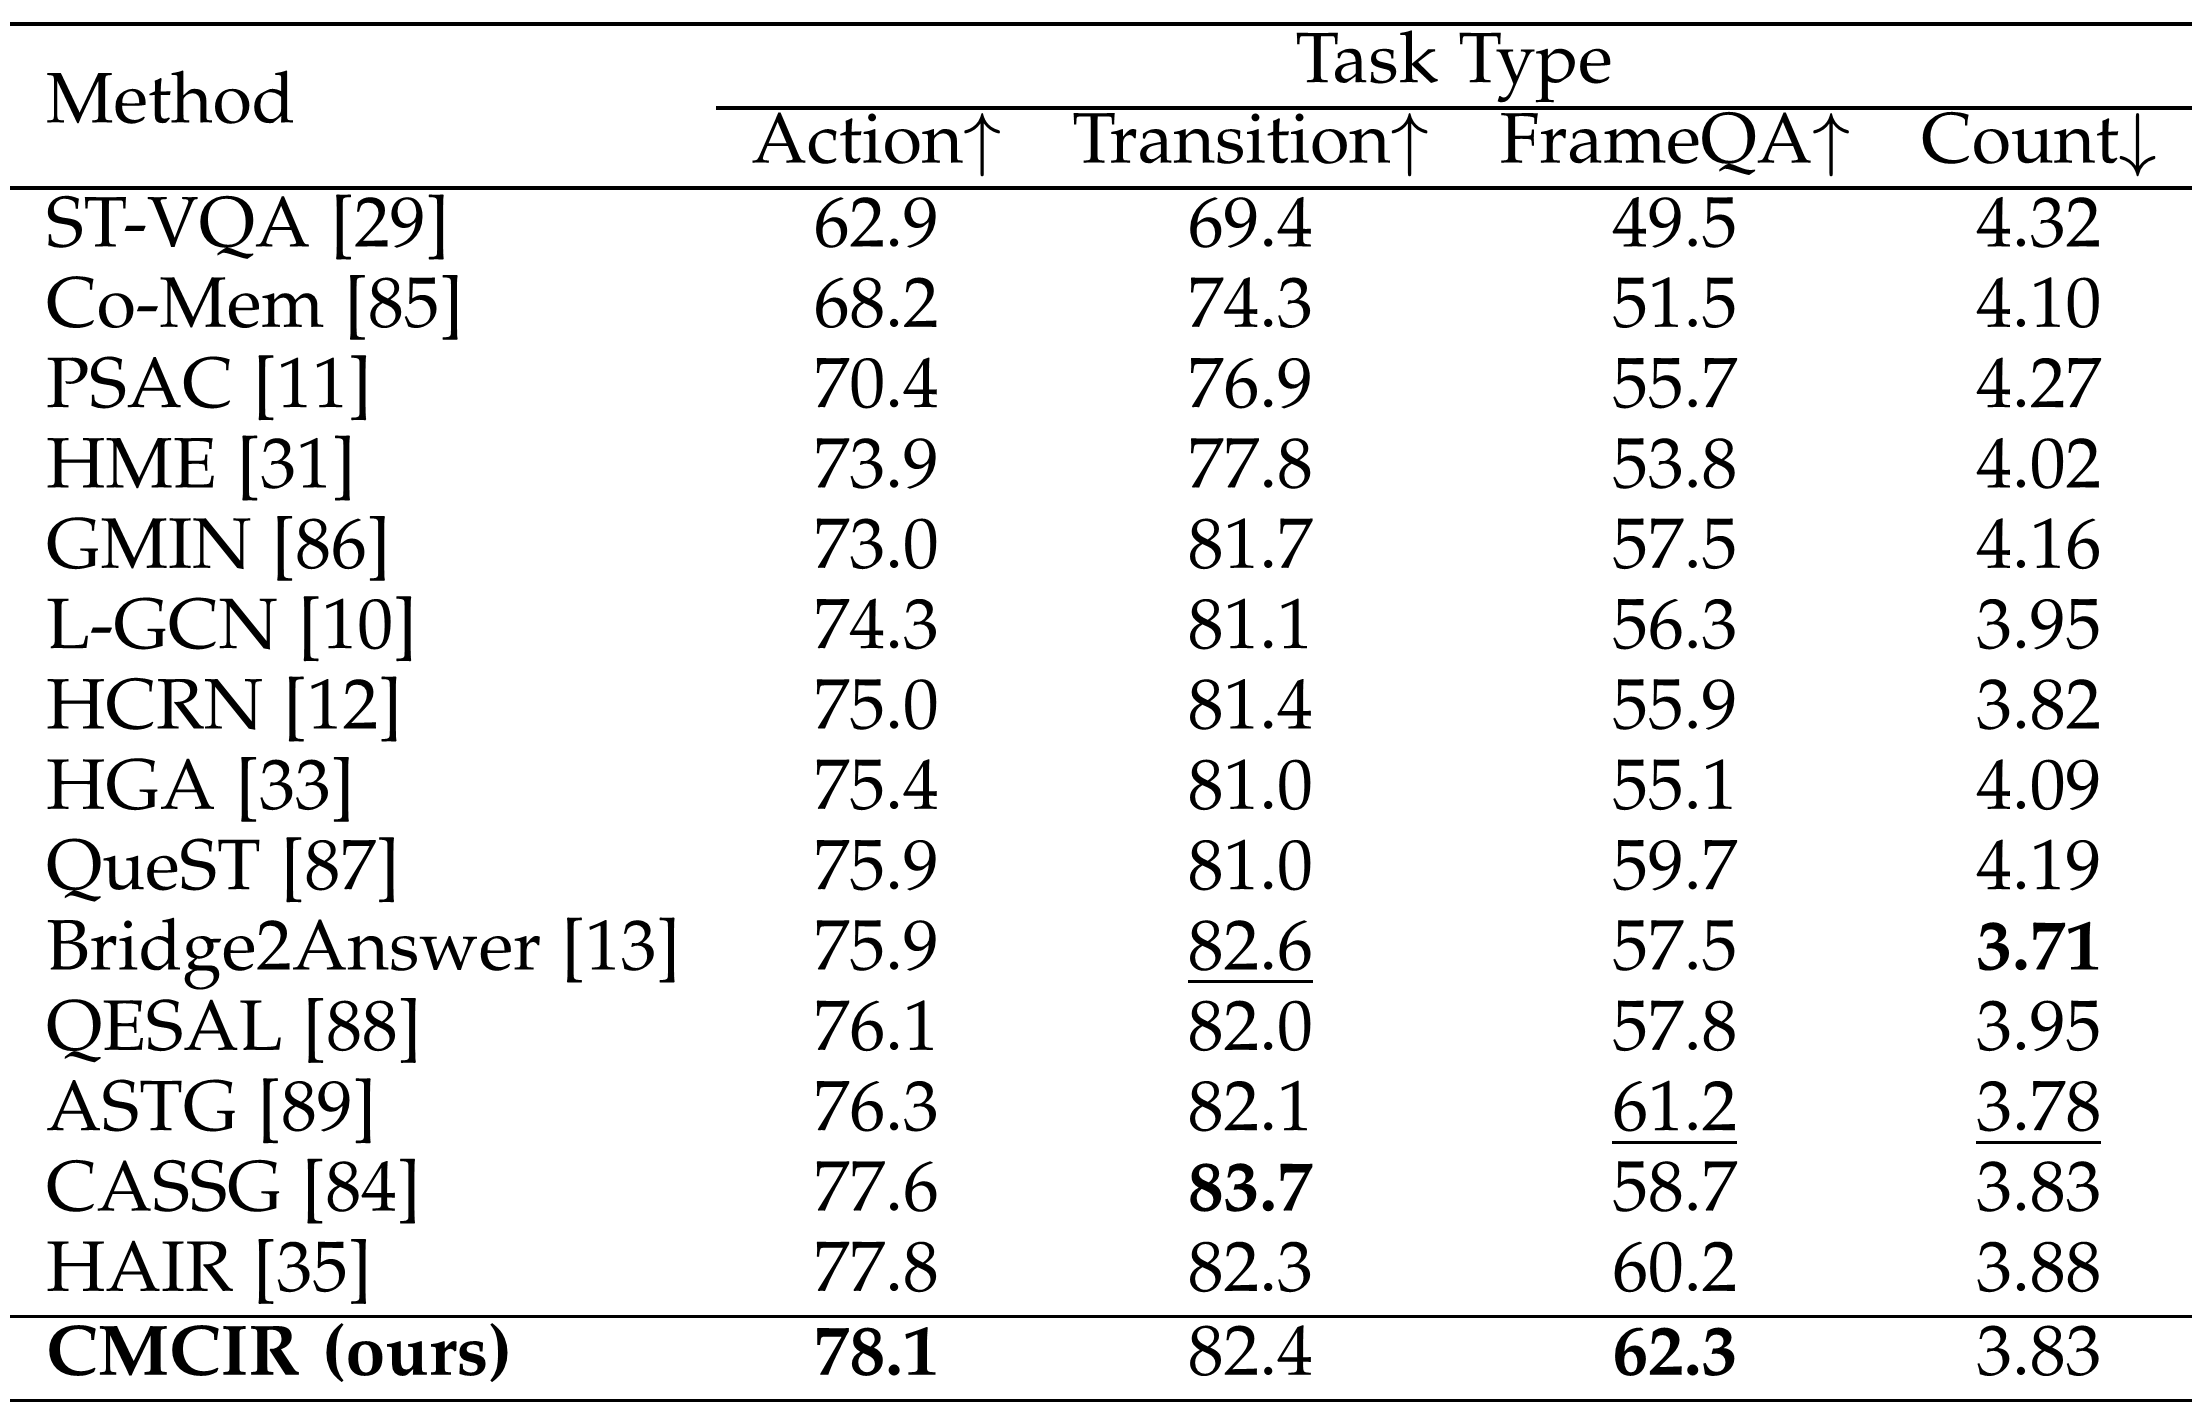 Task Type
Method
Action↑ Transition↑ FrameQA↑ Count↓
ST-VQA [29] 62.9 69.4 49.5 4.32
Co-Mem [85] 68.2 74.3 51.5 4.10
PSAC [11] 70.4 76.9 55.7 4.27
HME [31] 73.9 77.8 53.8 4.02
GMIN [86] 73.0 81.7 57.5 4.16
L-GCN [10] 74.3 81.1 56.3 3.95
HCRN [12] 75.0 81.4 55.9 3.82
HGA [33] 75.4 81.0 55.1 4.09
QueST [87] 75.9 81.0 59.7 4.19
Bridge2Answer [13] 75.9 82.6 57.5 3.71
QESAL [88] 76.1 82.0 57.8 3.95
ASTG [89] 76.3 82.1 61.2 3.78
CASSG [84] 77.6 83.7 58.7 3.83
HAIR [35] 77.8 82.3 60.2 3.88
CMCIR (ours) 78.1 82.4 62.3 3.83